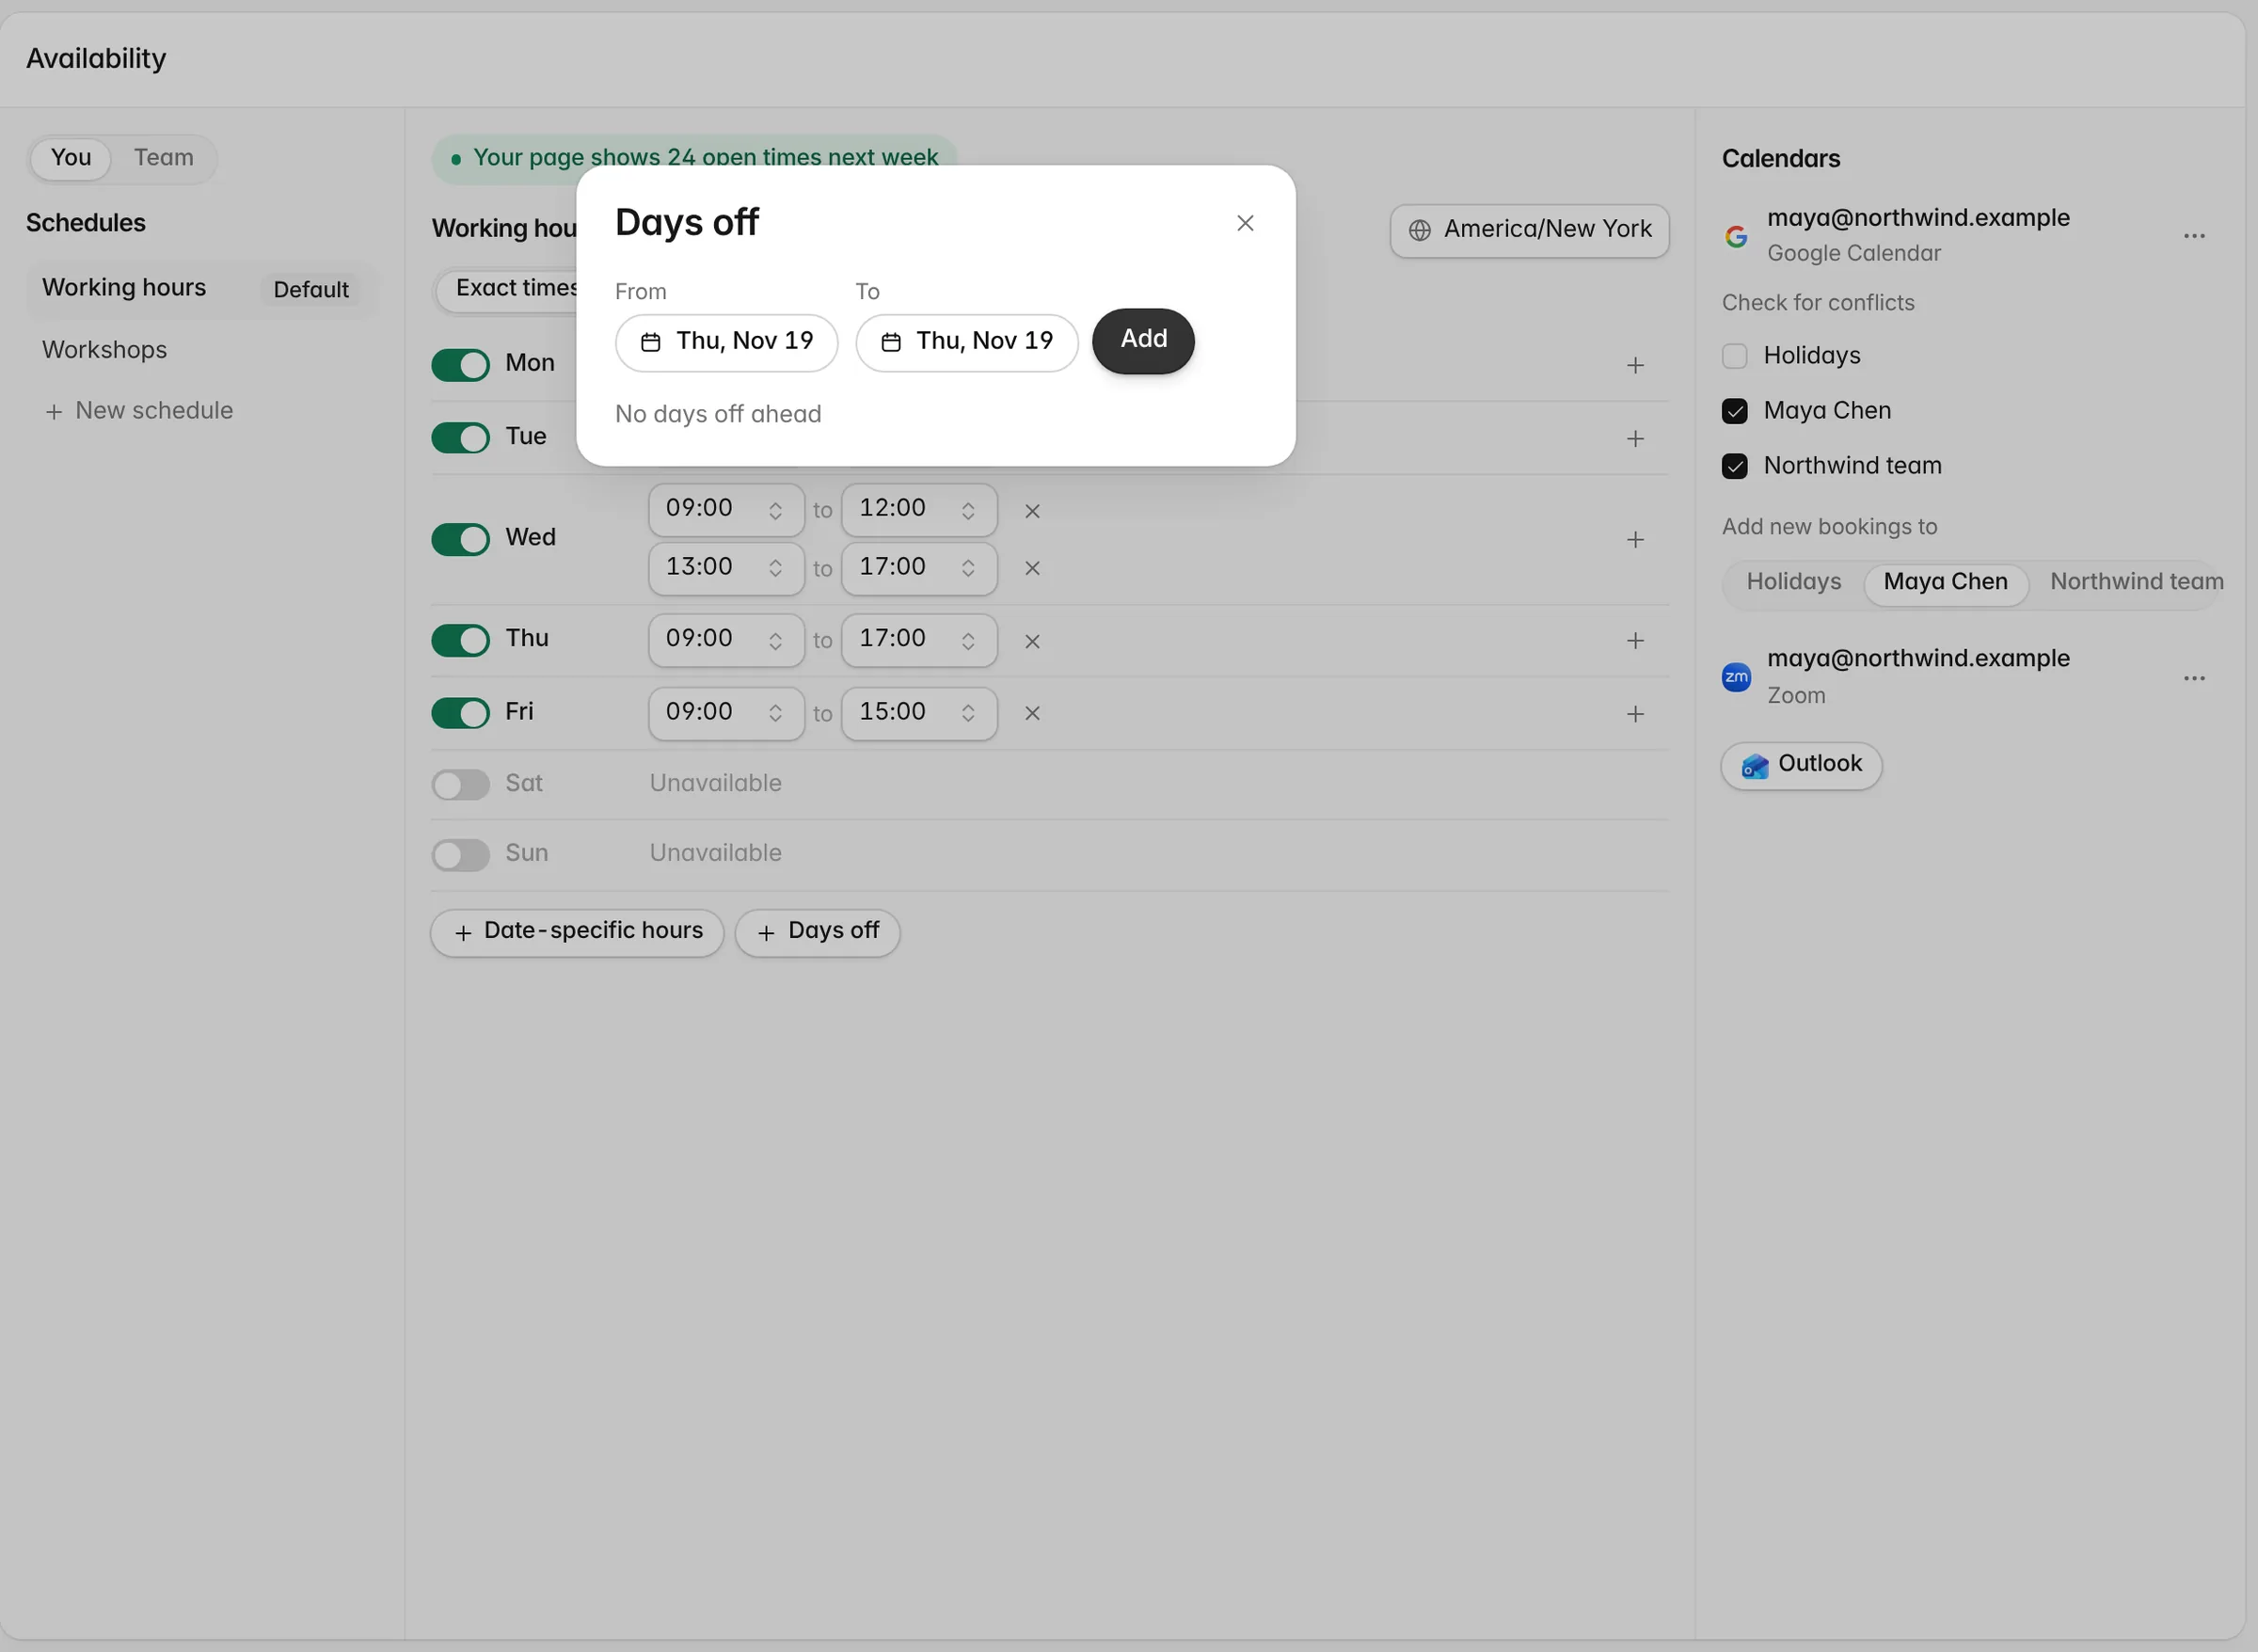 Availability
You
Team
Schedules
Working hours
Default
Workshops
New schedule
Your page shows 24 open times next week
Working hou
America/New York
Exact times
Days off
From
To
Thu, Nov 19
Thu, Nov 19
Add
No days off ahead
Mon
Tue
Wed
09:00 to 12:00
13:00 to 17:00
Thu
09:00 to 17:00
Fri
09:00 to 15:00
Sat
Unavailable
Sun
Unavailable
Date-specific hours
Days off
Calendars
maya@northwind.example
Google Calendar
Check for conflicts
Holidays
Maya Chen
Northwind team
Add new bookings to
Holidays
Maya Chen
Northwind team
zm
maya@northwind.example
Zoom
Outlook